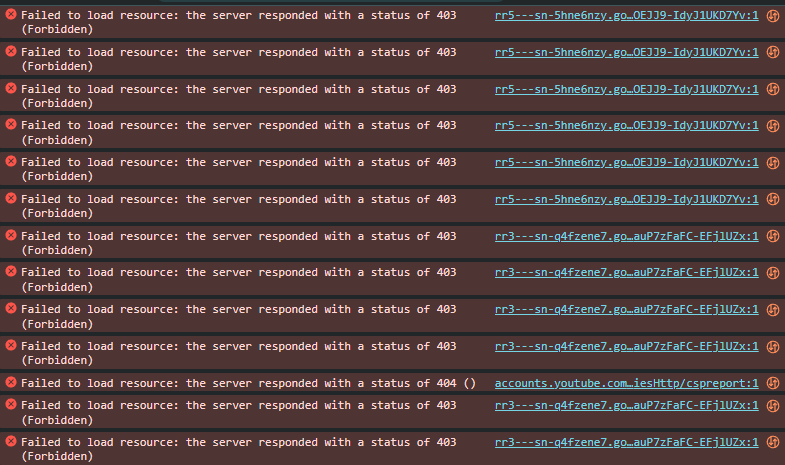 Failed to load resource: the server responded with a status of 403 rr5---sn-5hne6nzy.go…OEJJ9-IdyJ1UKD7Yv:1
(Forbidden)
Failed to load resource: the server responded with a status of 403 rr5---sn-5hne6nzy.go…OEJJ9-IdyJ1UKD7Yv:1
(Forbidden)
Failed to load resource: the server responded with a status of 403 rr5---sn-5hne6nzy.go…OEJJ9-IdyJ1UKD7Yv:1
(Forbidden)
Failed to load resource: the server responded with a status of 403 rr5---sn-5hne6nzy.go…OEJJ9-IdyJ1UKD7Yv:1
(Forbidden)
Failed to load resource: the server responded with a status of 403 rr5---sn-5hne6nzy.go…OEJJ9-IdyJ1UKD7Yv:1
(Forbidden)
Failed to load resource: the server responded with a status of 403 rr5---sn-5hne6nzy.go…OEJJ9-IdyJ1UKD7Yv:1
(Forbidden)
Failed to load resource: the server responded with a status of 403 rr3---sn-q4fzene7.go…auP7zFaFC-EFjlUZx:1
(Forbidden)
Failed to load resource: the server responded with a status of 403 rr3---sn-q4fzene7.go…auP7zFaFC-EFjlUZx:1
(Forbidden)
Failed to load resource: the server responded with a status of 403 rr3---sn-q4fzene7.go…auP7zFaFC-EFjlUZx:1
(Forbidden)
Failed to load resource: the server responded with a status of 403 rr3---sn-q4fzene7.go…auP7zFaFC-EFjlUZx:1
(Forbidden)
Failed to load resource: the server responded with a status of 404 () accounts.youtube.com…iesHttp/cspreport:1
Failed to load resource: the server responded with a status of 403 rr3---sn-q4fzene7.go…auP7zFaFC-EFjlUZx:1
(Forbidden)
Failed to load resource: the server responded with a status of 403 rr3---sn-q4fzene7.go…auP7zFaFC-EFjlUZx:1
(Forbidden)